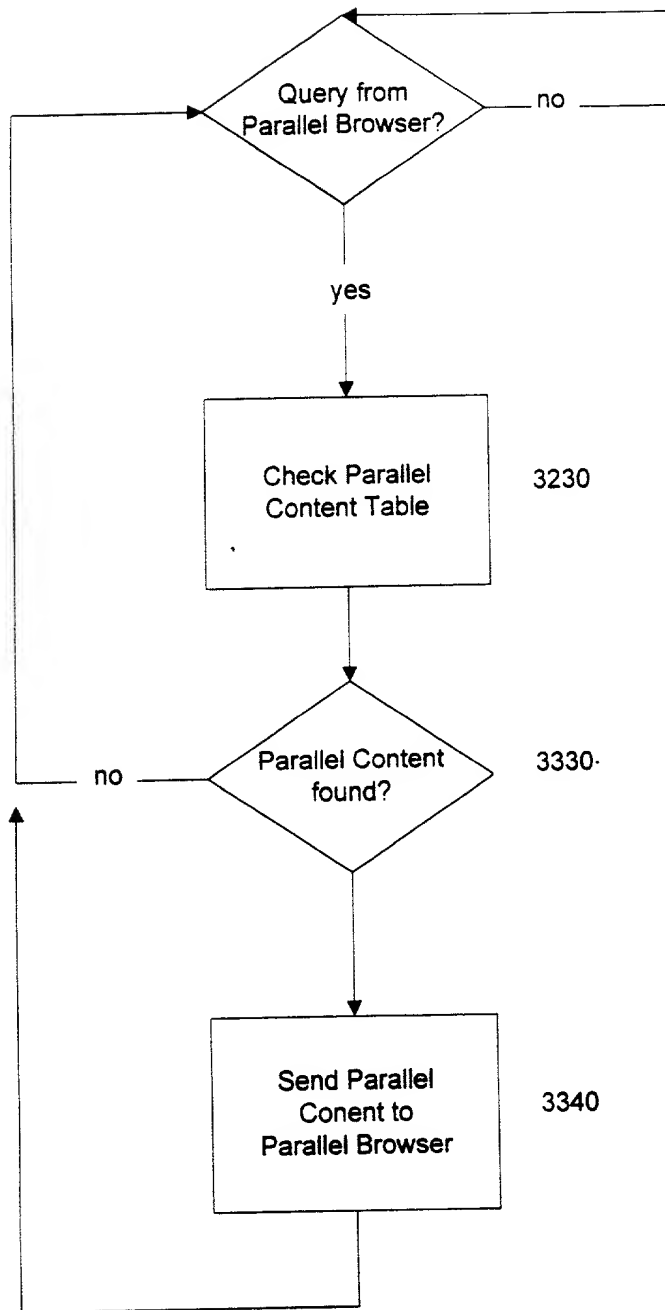 Query from
Parallel Browser?
no
yes
Check Parallel
Content Table
3230
Parallel Content
found?
3330
no
Send Parallel
Conent to
Parallel Browser
3340